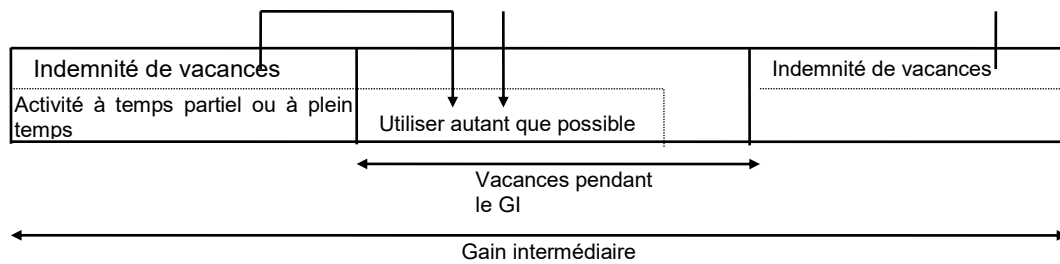 Indemnité de vacances
Activité à temps partiel ou à plein
temps
Utiliser autant que possible
Indemnité de vacances
Vacances pendant
le GI
Gain intermédiaire